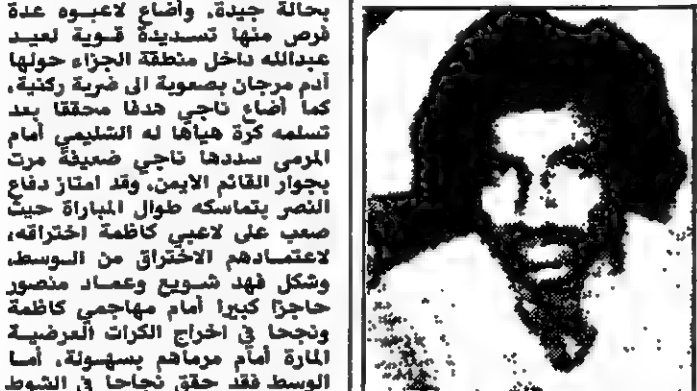 بحالة جيدة، وأضاع لاعبوه عدة
فرص منها تسديدة قوية لعيد
عبدالله داخل منطقة الجزاء حولها
آدم مرجان بصعوبة الى ضربة ركنية،
كما أضاع ناجي هدفا محققا بعد
تسلمه كرة هيأها له الشليمي أمام
المرمى سددها ناجي ضعيفة مرت
بجوار القائم الايمن، وقد امتاز دفاع
النصر بتماسكه طوال المباراة حيث
صعب على لاعبي كاظمة اختراقه،
لاعتمادهم الاختراق من الوسط،
وشكل فهد شويع وعماد منصور
حاجزا كبيرا أمام مهاجمي كاظمة
ونجحا في اخراج الكرات العرضية
المارة أمام مرماهم بسهولة، أما
الوسط فقد حقق نجاحا في الشوط